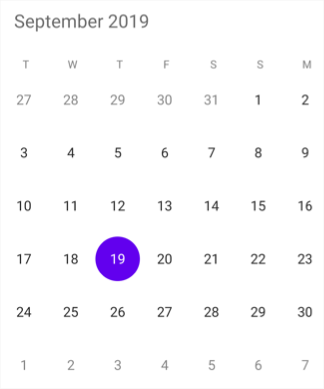 September 2019
T W T F S S M
27 28 29 30 31 1 2
3 4 5 6 7 8 9
10 11 12 13 14 15 16
17 18 19 20 21 22 23
24 25 26 27 28 29 30
1 2 3 4 5 6 7